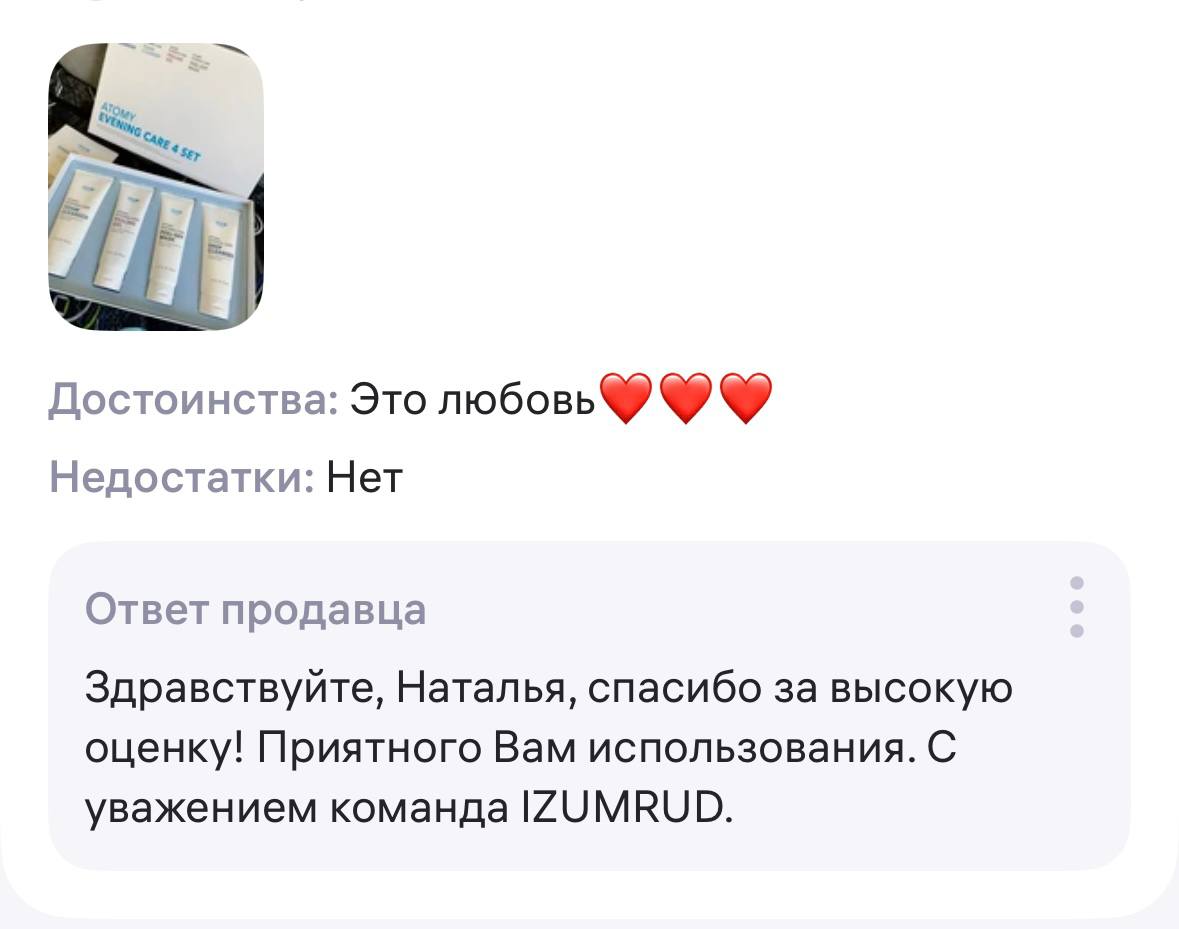 ATOMY
EVENING CARE 4 SET
Достоинства: Это любовь❤️❤️❤️
Недостатки: Нет
Ответ продавца
Здравствуйте, Наталья, спасибо за высокую
оценку! Приятного Вам использования. С
уважением команда IZUMRUD.